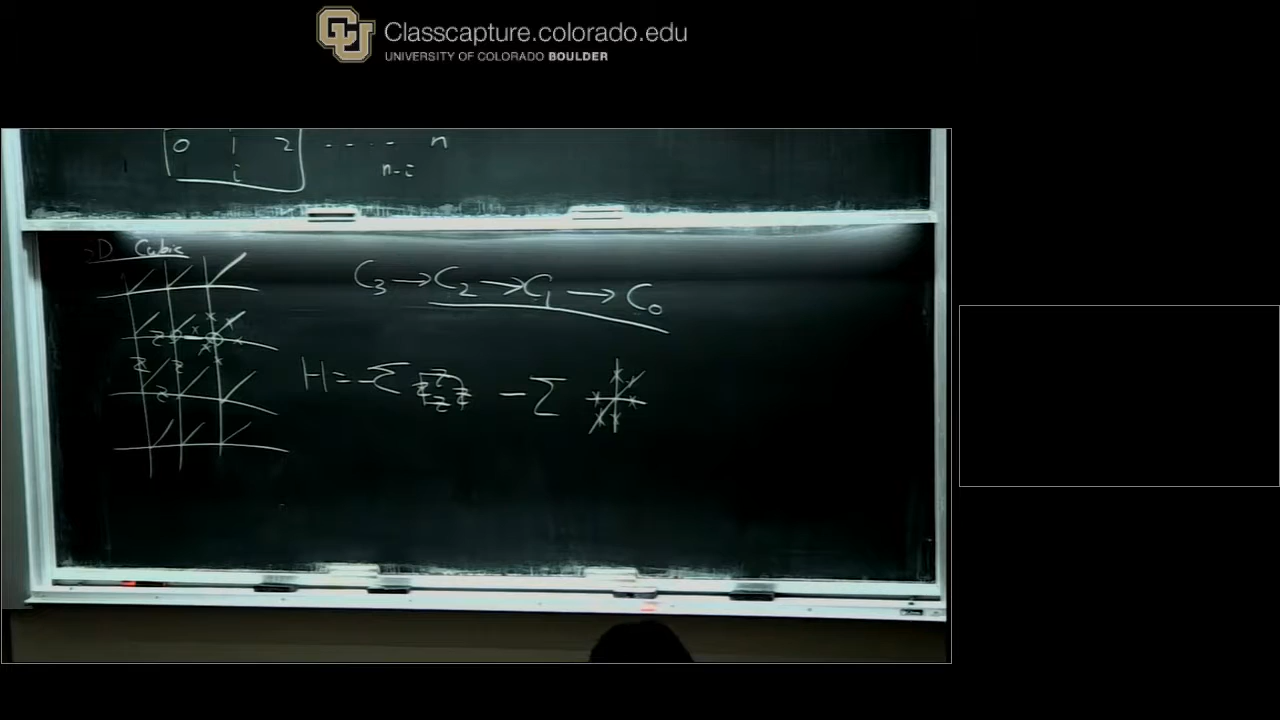 Classcapture.colorado.edu
UNIVERSITY OF COLORADO BOULDER
0 1 2 ..... n
i n-i
D Cubic
C₃ → C₂ → C₁ → C₀
x x
z x x x
x x
z z
z
H = -Σ z z z z - Σ x x x x x